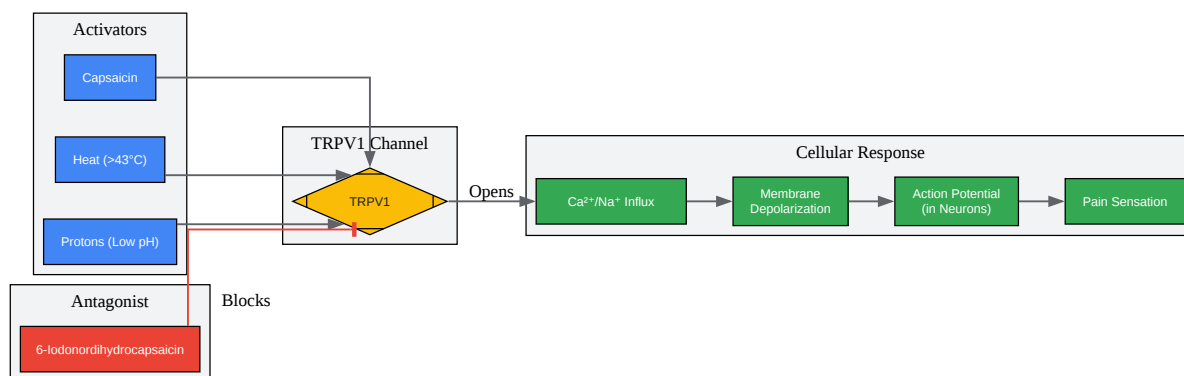 Activators
Capsaicin
Heat (>43°C)
Protons (Low pH)
Antagonist
6-Iodonordihydrocapsaicin
Blocks
TRPV1 Channel
TRPV1
Opens
Cellular Response
Ca²⁺/Na⁺ Influx
Membrane
Depolarization
Action Potential
(in Neurons)
Pain Sensation